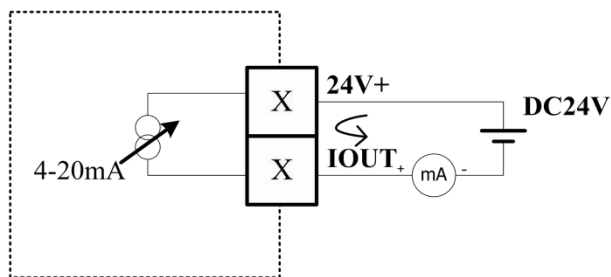 X
24V+
DC24V
4-20mA
X
IOUT
+
mA
-